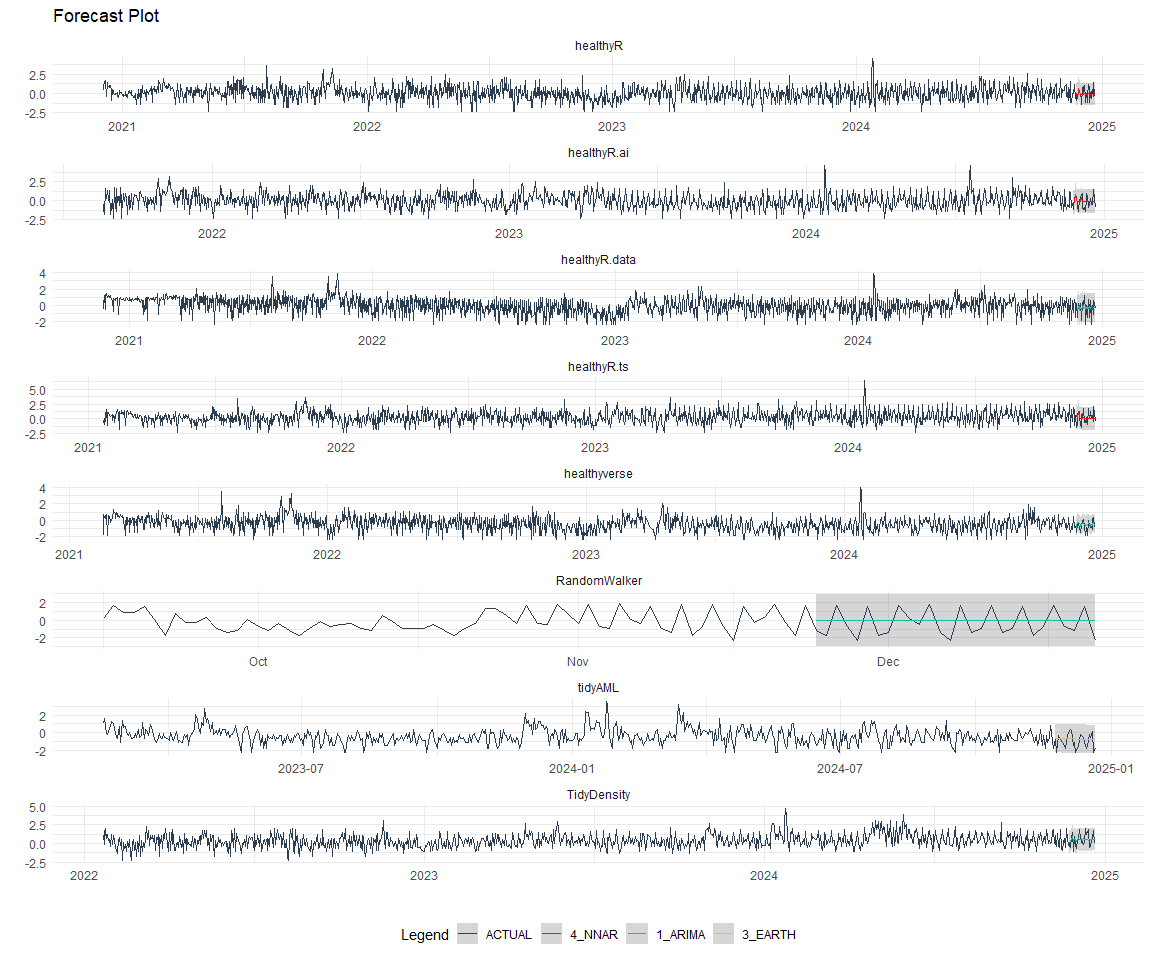 Forecast Plot
healthyR
2.5
0.0
-2.5
2021 2022 2023 2024 2025
healthyR.ai
2.5
0.0
-2.5
2022 2023 2024 2025
healthyR.data
4
2
0
-2
2021 2022 2023 2024 2025
healthyR.ts
5.0
2.5
0.0
-2.5
2021 2022 2023 2024 2025
healthyverse
4
2
0
-2
2021 2022 2023 2024 2025
RandomWalker
2
0
-2
Oct Nov Dec
tidyAML
2
0
-2
2023-07 2024-01 2024-07 2025-01
TidyDensity
5.0
2.5
0.0
-2.5
2022 2023 2024 2025
Legend ACTUAL 4_NNAR 1_ARIMA 3_EARTH